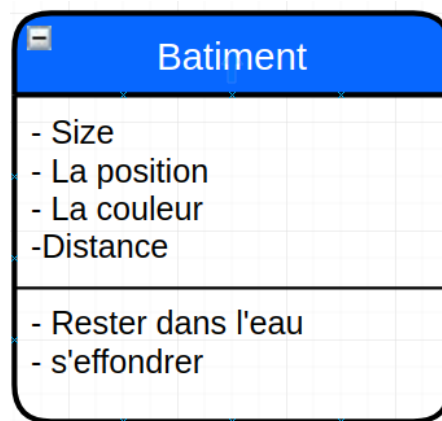 Batiment
- Size
- La position
- La couleur
-Distance
- Rester dans l'eau
- s'effondrer